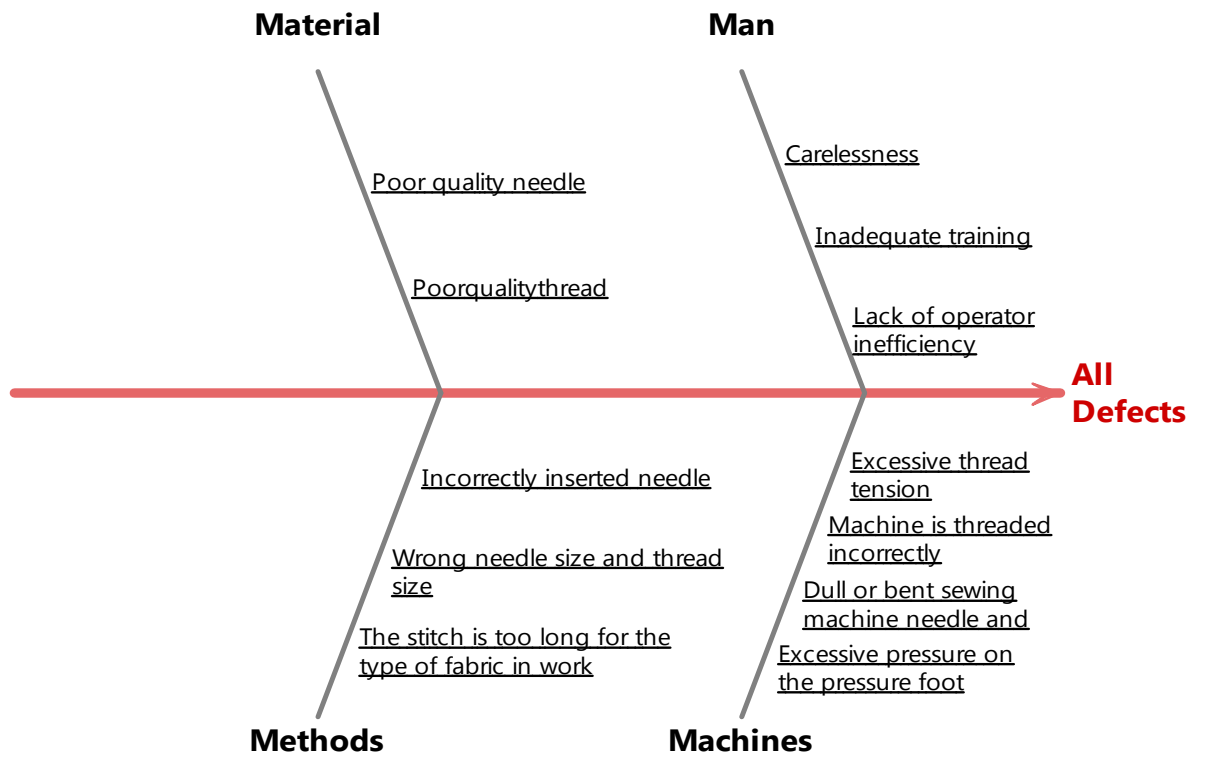 Material
Man
Carelessness
Poor quality needle
Inadequate training
Poorqualitythread
Lack of operator
inefficiency
All
Defects
Incorrectly inserted needle
Excessive thread
tension
Machine is threaded
incorrectly
Wrong needle size and thread
size
Dull or bent sewing
machine needle and
The stitch is too long for the
type of fabric in work
Excessive pressure on
the pressure foot
Methods
Machines